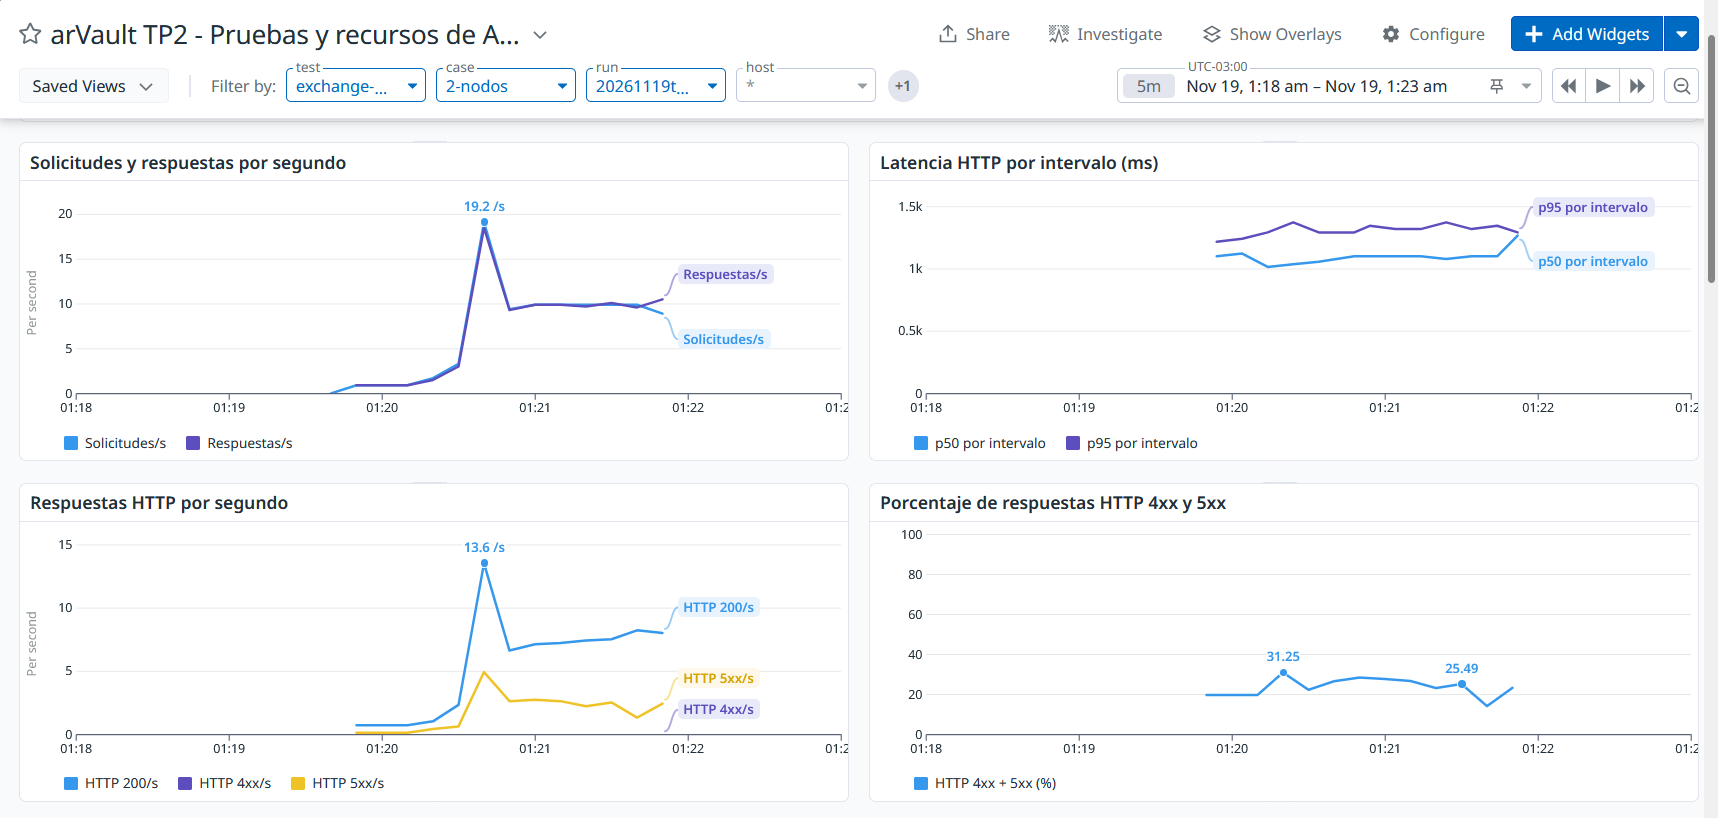 arVault TP2 - Pruebas y recursos de A...
Share
Investigate
Show Overlays
Configure
Add Widgets
Saved Views
Filter by:
test
exchange-...
case
2-nodos
run
20261119t...
host
*
+1
UTC-03:00
5m
Nov 19, 1:18 am – Nov 19, 1:23 am
Solicitudes y respuestas por segundo
Per second
20
15
10
5
0
19.2 /s
Respuestas/s
Solicitudes/s
01:18
01:19
01:20
01:21
01:22
01:2
Solicitudes/s
Respuestas/s
Latencia HTTP por intervalo (ms)
1.5k
1k
0.5k
0
p95 por intervalo
p50 por intervalo
01:18
01:19
01:20
01:21
01:22
01:2
p50 por intervalo
p95 por intervalo
Respuestas HTTP por segundo
Per second
15
10
5
0
13.6 /s
HTTP 200/s
HTTP 5xx/s
HTTP 4xx/s
01:18
01:19
01:20
01:21
01:22
01:2
HTTP 200/s
HTTP 4xx/s
HTTP 5xx/s
Porcentaje de respuestas HTTP 4xx y 5xx
100
80
60
40
20
0
31.25
25.49
01:18
01:19
01:20
01:21
01:22
01:2
HTTP 4xx + 5xx (%)